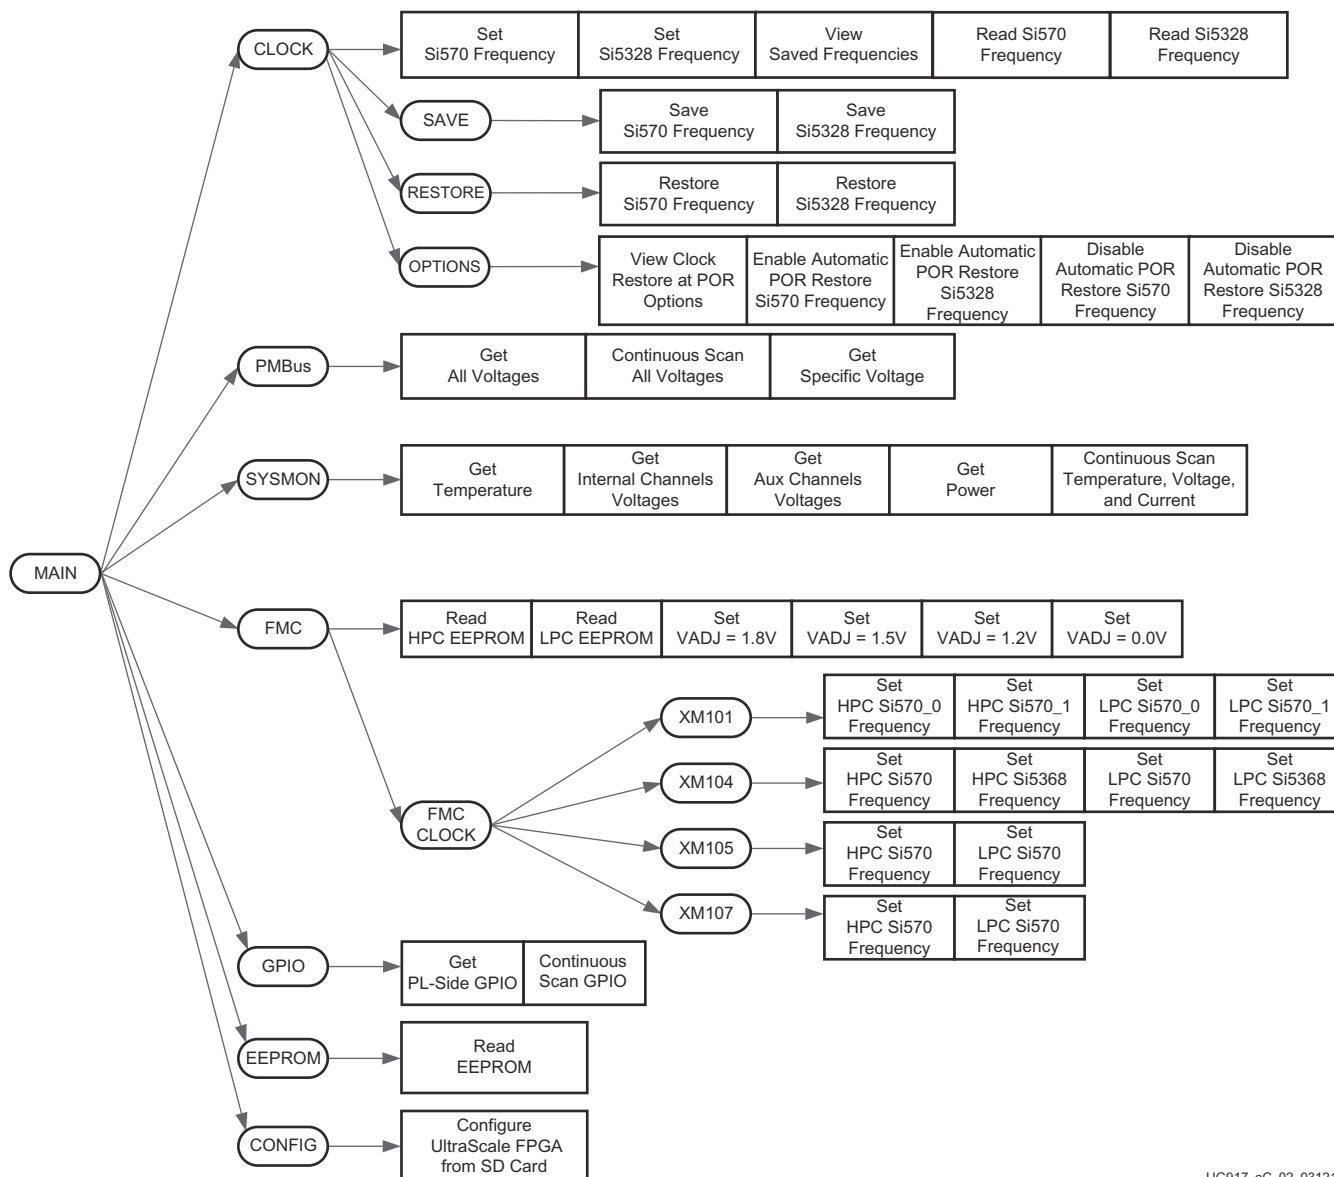 CLOCK
Set
Si570 Frequency
Set
Si5328 Frequency
View
Saved Frequencies
Read Si570
Frequency
Read Si5328
Frequency
SAVE
Save
Si570 Frequency
Save
Si5328 Frequency
RESTORE
Restore
Si570 Frequency
Restore
Si5328 Frequency
OPTIONS
View Clock
Restore at POR
Options
Enable Automatic
POR Restore
Si570 Frequency
Enable Automatic
POR Restore
Si5328
Frequency
Disable
Automatic POR
Restore Si570
Frequency
Disable
Automatic POR
Restore Si5328
Frequency
PMBus
Get
All Voltages
Continuous Scan
All Voltages
Get
Specific Voltage
SYSMON
Get
Temperature
Get
Internal Channels
Voltages
Get
Aux Channels
Voltages
Get
Power
Continuous Scan
Temperature, Voltage,
and Current
MAIN
FMC
Read
HPC EEPROM
Read
LPC EEPROM
Set
VADJ = 1.8V
Set
VADJ = 1.5V
Set
VADJ = 1.2V
Set
VADJ = 0.0V
FMC
CLOCK
XM101
Set
HPC Si570_0
Frequency
Set
HPC Si570_1
Frequency
Set
LPC Si570_0
Frequency
Set
LPC Si570_1
Frequency
XM104
Set
HPC Si570
Frequency
Set
HPC Si5368
Frequency
Set
LPC Si570
Frequency
Set
LPC Si5368
Frequency
XM105
Set
HPC Si570
Frequency
Set
LPC Si570
Frequency
XM107
Set
HPC Si570
Frequency
Set
LPC Si570
Frequency
GPIO
Get
PL-Side GPIO
Continuous
Scan GPIO
EEPROM
Read
EEPROM
CONFIG
Configure
UltraScale FPGA
from SD Card